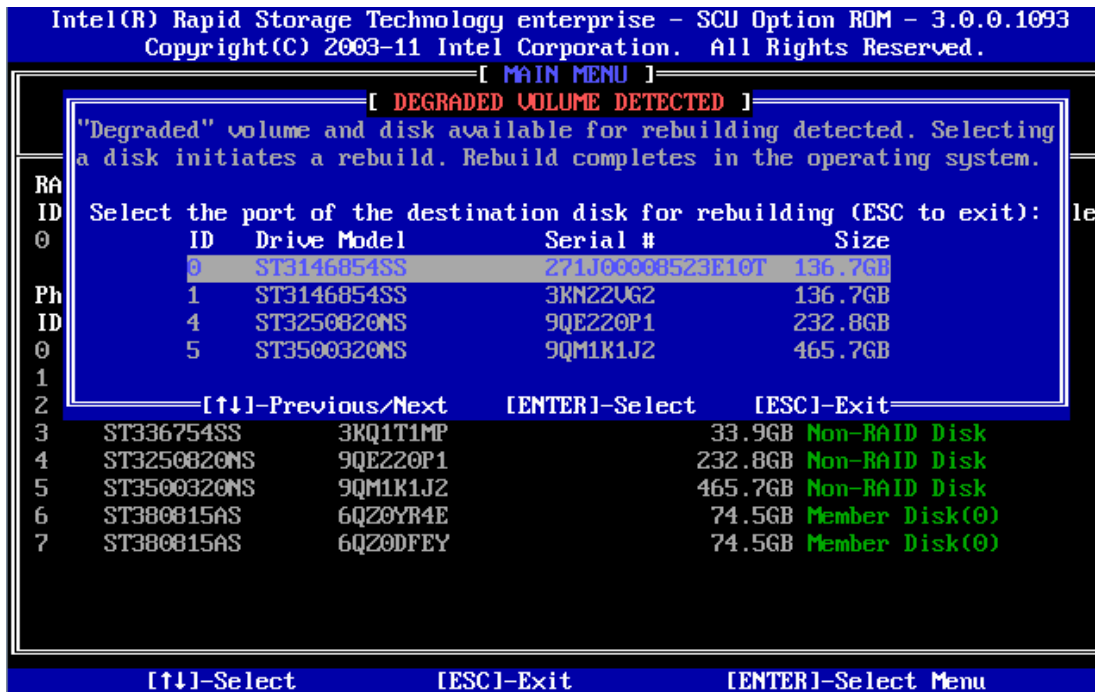 Intel(R) Rapid Storage Technology enterprise – SCU Option ROM – 3.0.0.1093
Copyright(C) 2003-11 Intel Corporation.  All Rights Reserved.
[ MAIN MENU ]
[ DEGRADED VOLUME DETECTED ]
"Degraded" volume and disk available for rebuilding detected. Selecting
a disk initiates a rebuild. Rebuild completes in the operating system.
RA
ID Select the port of the destination disk for rebuilding (ESC to exit): le
0 ID Drive Model Serial # Size
0 ST3146854SS 271J00008523E10T 136.7GB
Ph 1 ST3146854SS 3KN22VG2 136.7GB
ID 4 ST3250820NS 9QE220P1 232.8GB
0 5 ST3500320NS 9QM1K1J2 465.7GB
1
2 [↑↓]-Previous/Next [ENTER]-Select [ESC]-Exit
3 ST336754SS 3KQ1T1MP 33.9GB Non-RAID Disk
4 ST3250820NS 9QE220P1 232.8GB Non-RAID Disk
5 ST3500320NS 9QM1K1J2 465.7GB Non-RAID Disk
6 ST380815AS 6QZ0YR4E 74.5GB Member Disk(0)
7 ST380815AS 6QZ0DFEY 74.5GB Member Disk(0)
[↑↓]-Select [ESC]-Exit [ENTER]-Select Menu